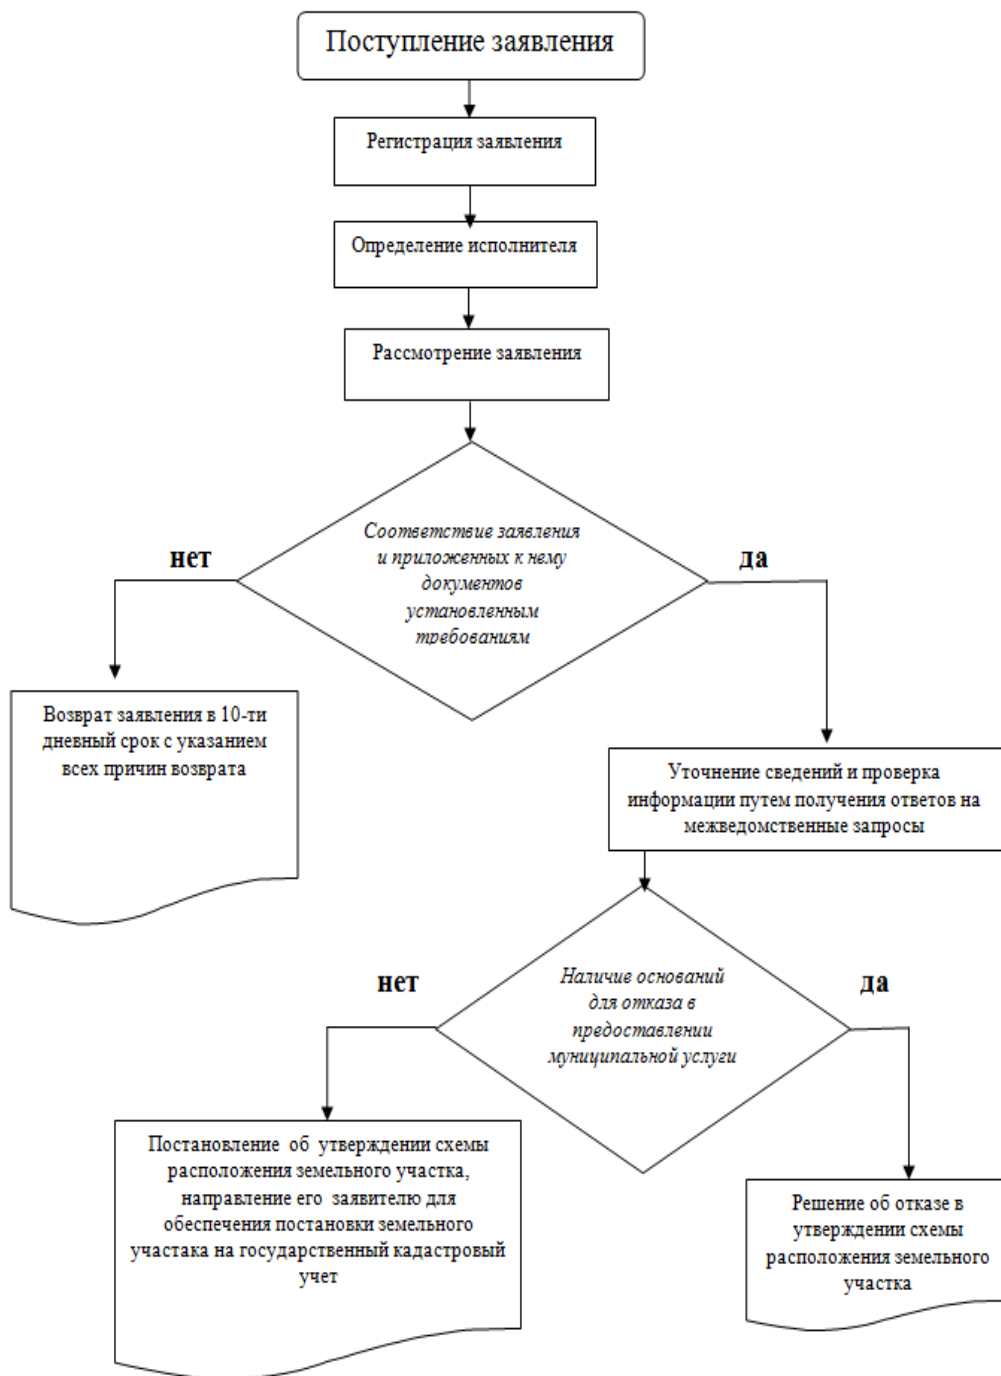 Поступление заявления
Регистрация заявления
Определение исполнителя
Рассмотрение заявления
Соответствие заявления
и приложенных к нему
документов
установленным
требованиям
нет
да
Возврат заявления в 10-ти
дневный срок с указанием
всех причин возврата
Уточнение сведений и проверка
информации путем получения ответов на
межведомственные запросы
Наличие оснований
для отказа в
предоставлении
муниципальной услуги
нет
да
Постановление об утверждении схемы
расположения земельного участка,
направление его заявителю для
обеспечения постановки земельного
участака на государственный кадастровый
учет
Решение об отказе в
утверждении схемы
расположения земельного
участка